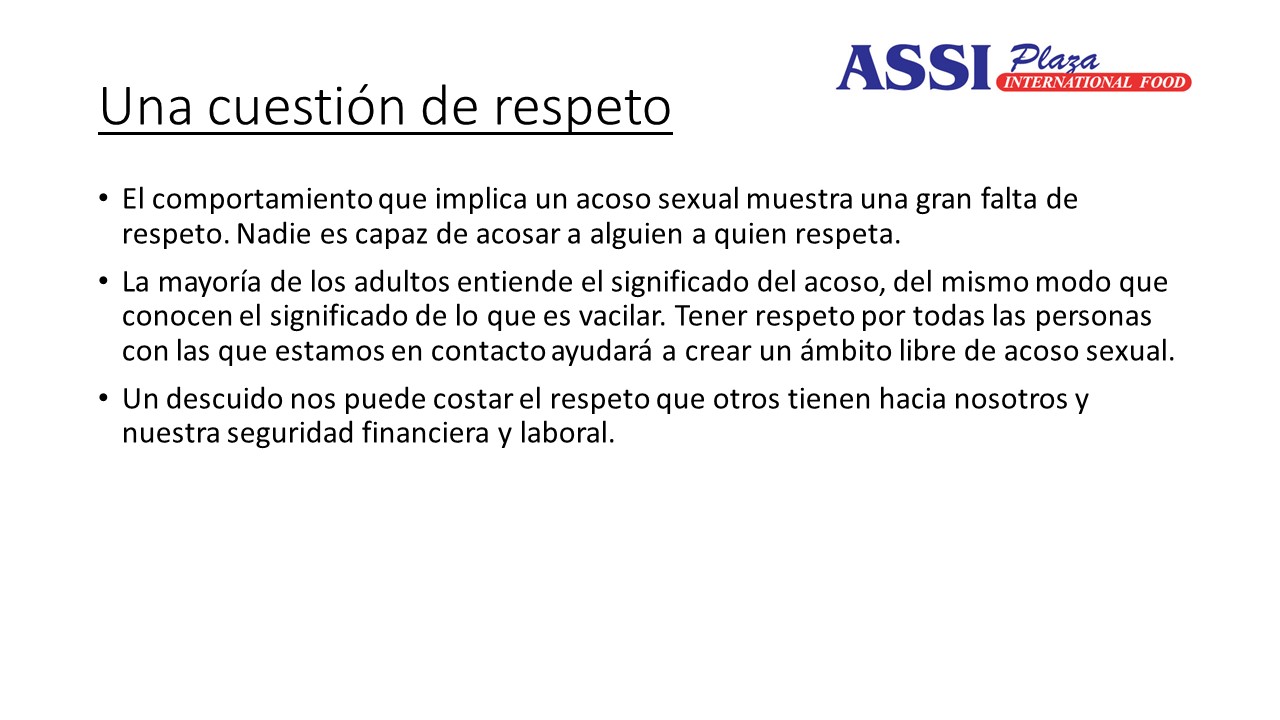 ASSI Plaza
INTERNATIONAL FOOD
Una cuestión de respeto
• El comportamiento que implica un acoso sexual muestra una gran falta de
respeto. Nadie es capaz de acosar a alguien a quien respeta.
• La mayoría de los adultos entiende el significado del acoso, del mismo modo que
conocen el significado de lo que es vacilar. Tener respeto por todas las personas
con las que estamos en contacto ayudará a crear un ámbito libre de acoso sexual.
• Un descuido nos puede costar el respeto que otros tienen hacia nosotros y
nuestra seguridad financiera y laboral.